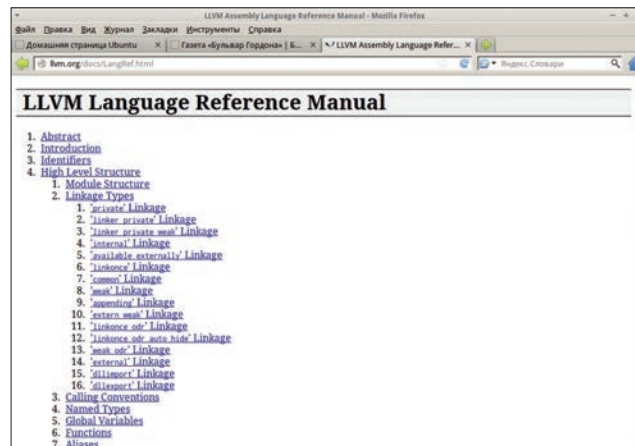 LLVM Assembly Language Reference Manual - Mozilla Firefox
Файл Правка Вид Журнал Закладки Инструменты Справка
Домашняя страница Ubuntu × Газета «Бульвар Гордона» | Б... × LLVM Assembly Language Refer... ×
llvm.org/docs/LangRef.html Яндекс.Словари
LLVM Language Reference Manual
1. Abstract
2. Introduction
3. Identifiers
4. High Level Structure
1. Module Structure
2. Linkage Types
1. 'private' Linkage
2. 'linker_private' Linkage
3. 'linker_private_weak' Linkage
4. 'internal' Linkage
5. 'available_externally' Linkage
6. 'linkonce' Linkage
7. 'common' Linkage
8. 'weak' Linkage
9. 'appending' Linkage
10. 'extern_weak' Linkage
11. 'linkonce_odr' Linkage
12. 'linkonce_odr_auto_hide' Linkage
13. 'weak_odr' Linkage
14. 'external' Linkage
15. 'dllimport' Linkage
16. 'dllexport' Linkage
3. Calling Conventions
4. Named Types
5. Global Variables
6. Functions
7. Aliases